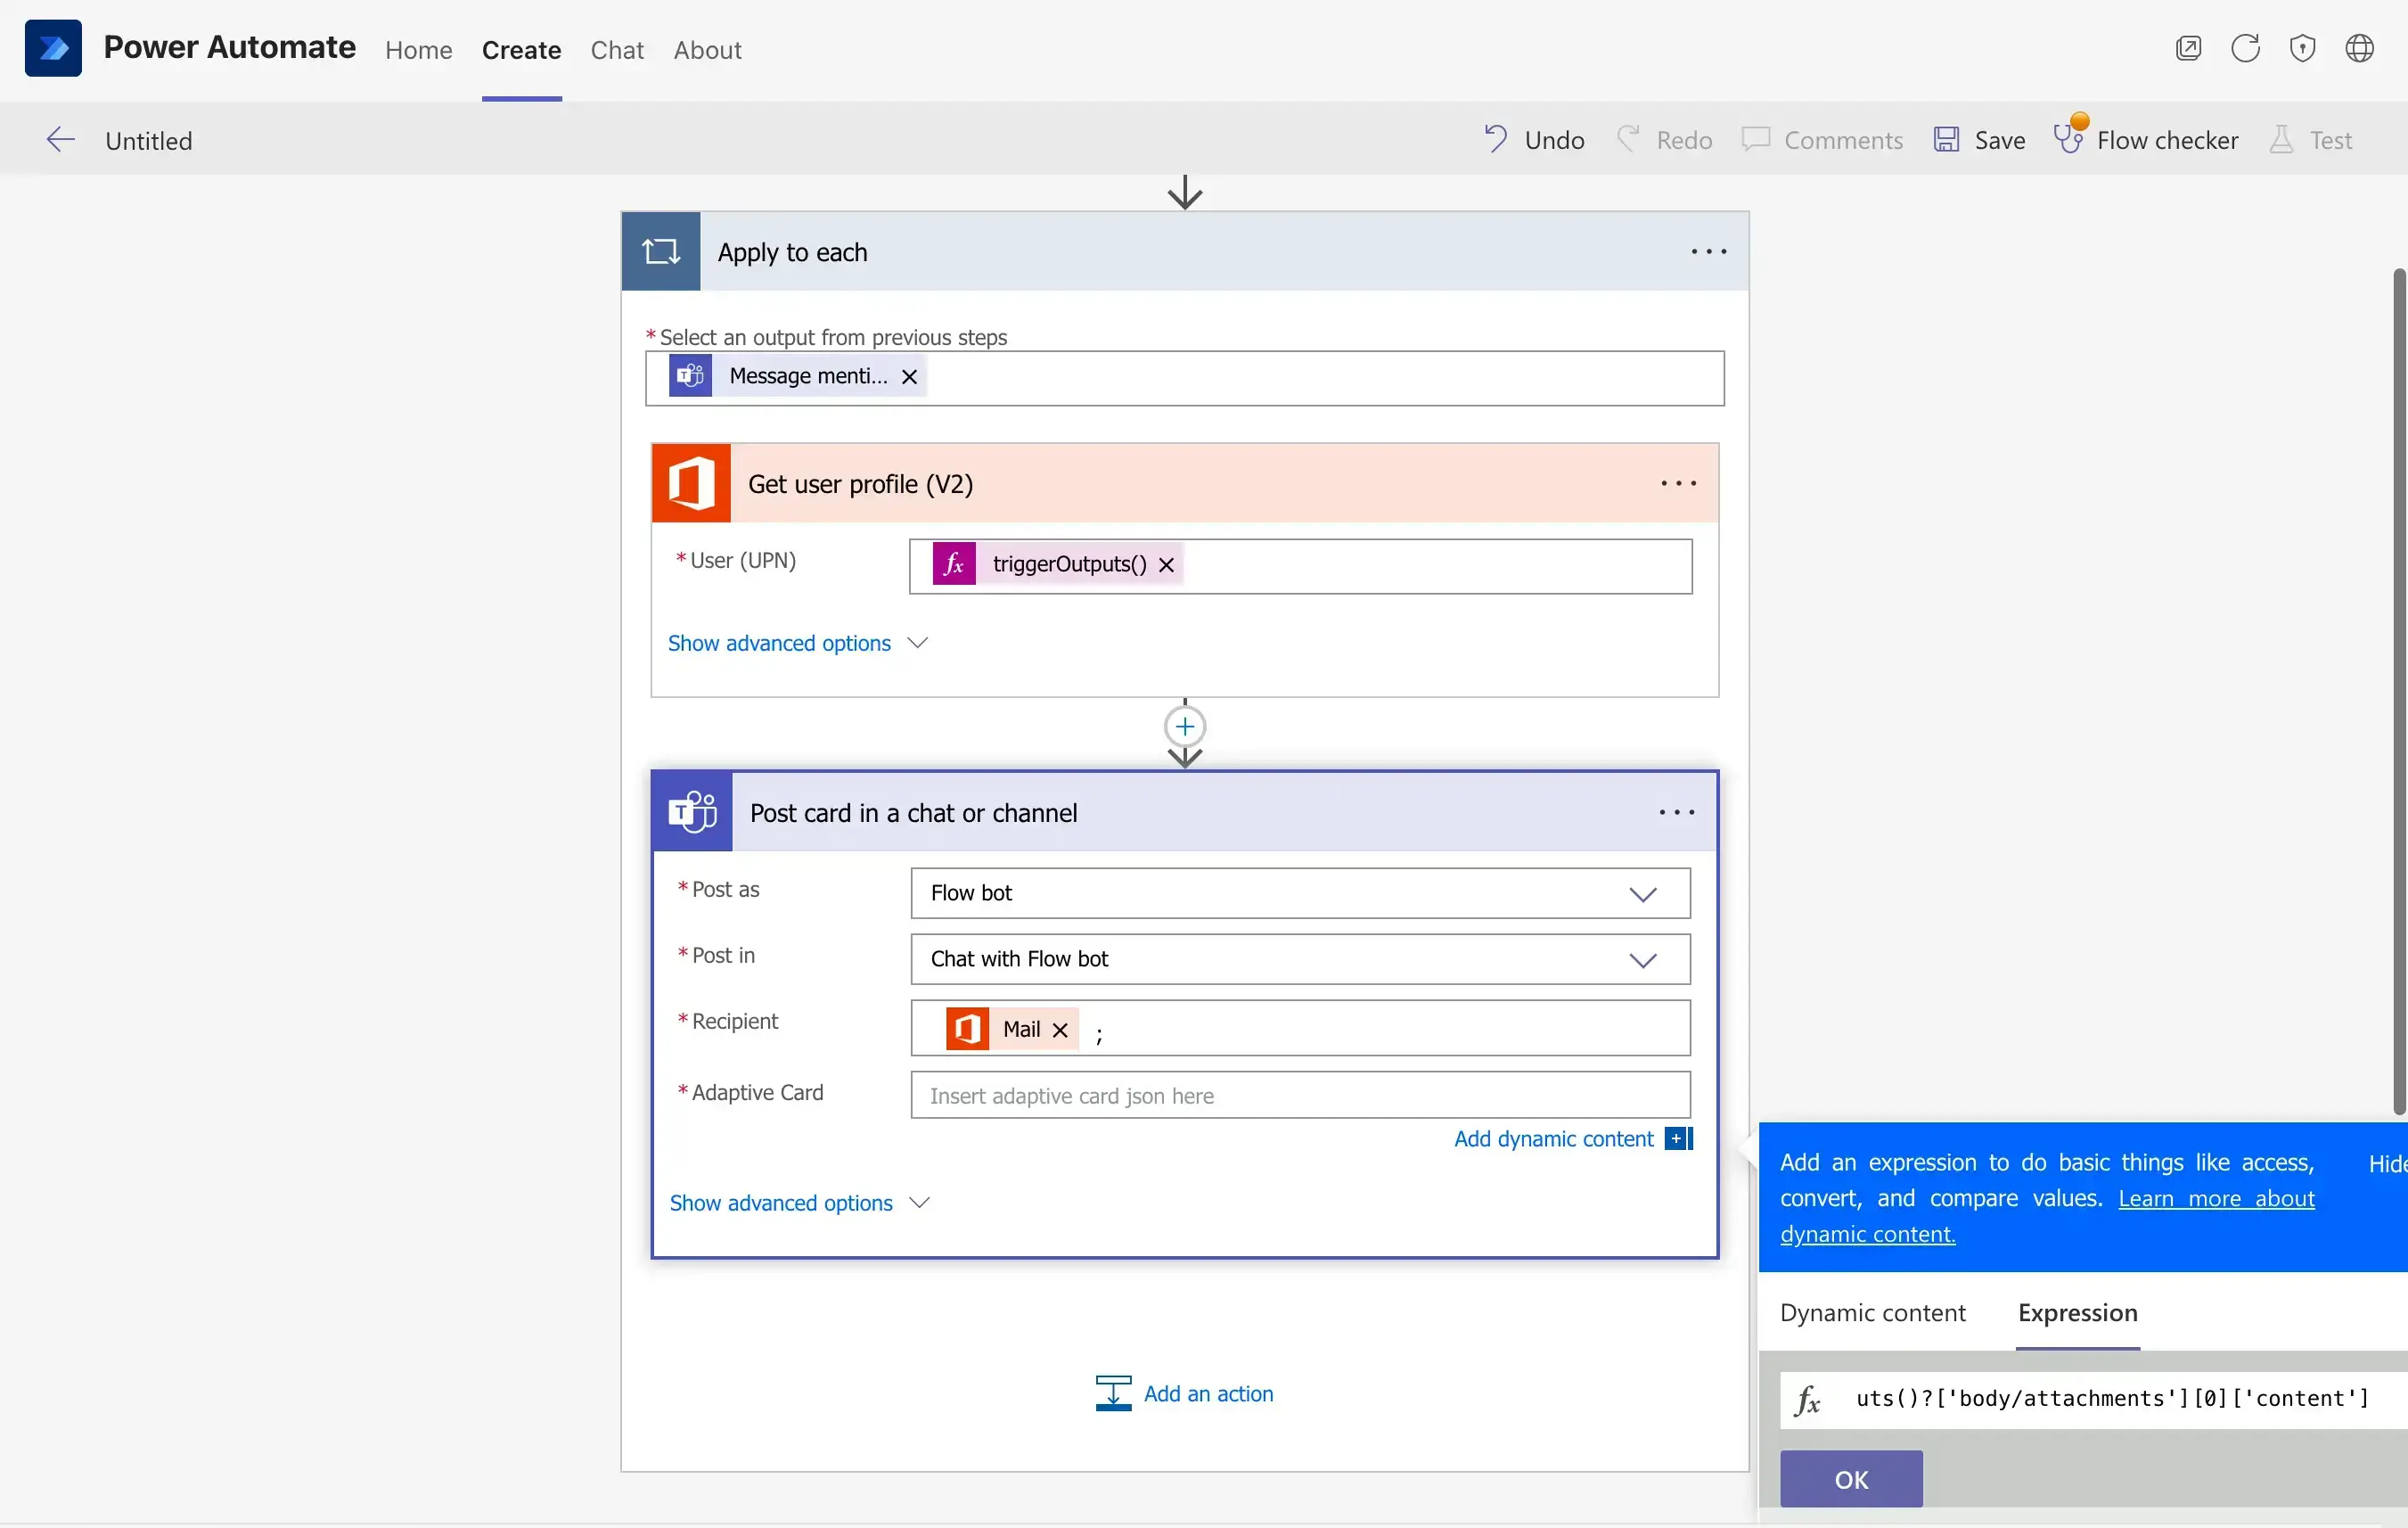 Power Automate Home Create Chat About
Untitled
Undo Redo Comments Save Flow checker Test
Apply to each
* Select an output from previous steps
Message menti...
Get user profile (V2)
* User (UPN)
fx triggerOutputs()
Show advanced options
T Post card in a chat or channel
* Post as
Flow bot
* Post in
Chat with Flow bot
* Recipient
Mail ;
* Adaptive Card
Insert adaptive card json here
Add dynamic content
Show advanced options
Add an action
Add an expression to do basic things like access, Hide
convert, and compare values. Learn more about
dynamic content.
Dynamic content Expression
fx uts()?['body/attachments'][0]['content']
OK